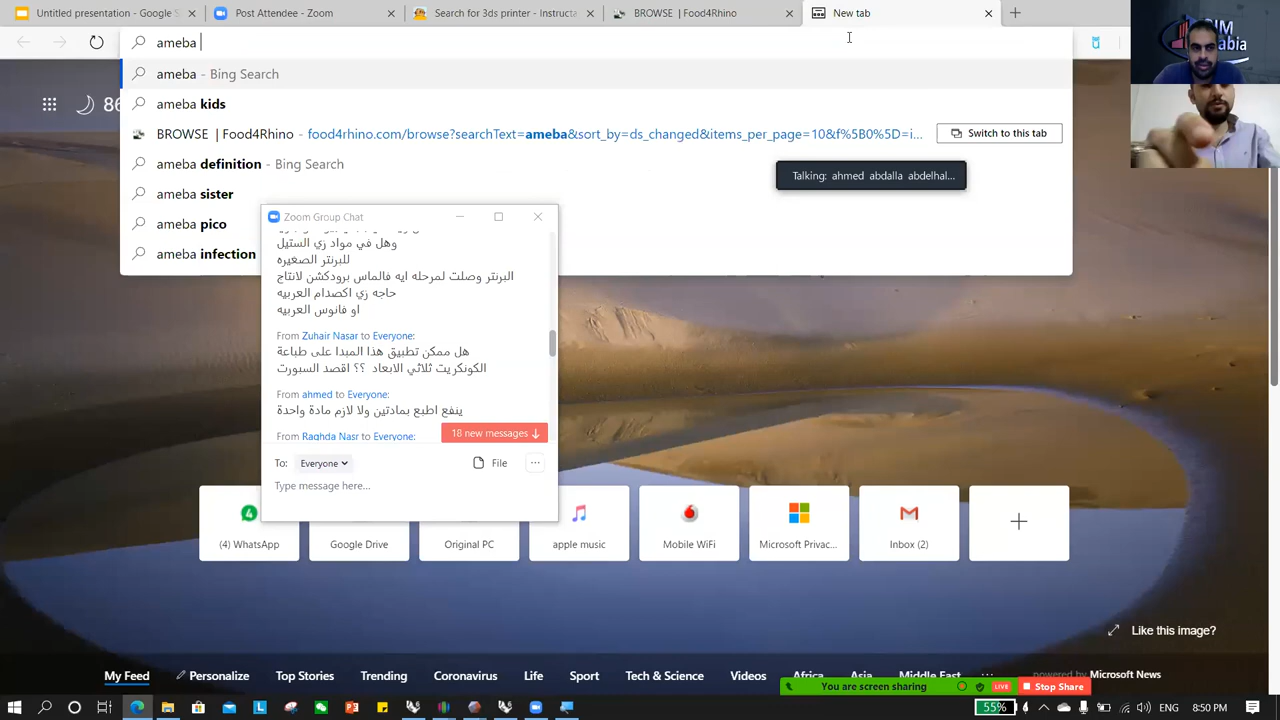 Untitled presentation - Google S
Post Attendee - Zoom
Search for 3ds printer - Instructa
BROWSE | Food4Rhino
New tab
ameba
ameba - Bing Search
ameba kids
BROWSE | Food4Rhino - food4rhino.com/browse?searchText=ameba&sort_by=ds_changed&items_per_page=10&f%5B0%5D=i...
Switch to this tab
ameba definition - Bing Search
ameba sister
ameba pico
ameba infection
86
Talking: ahmed abdalla abdelhal...
Zoom Group Chat
وهل في مواد زي الستيل
للبرنتر الصغيره
البرنتر وصلت لمرحله ايه فالماس برودكشن لانتاج
حاجه زي اكصدام العربيه
او فانوس العربيه
From Zuhair Nasar to Everyone:
هل ممكن تطبيق هذا المبدا على طباعة
الكونكريت ثلاثي الابعاد ؟؟ اقصد السبورت
From ahmed to Everyone:
ينفع اطبع بمادتين ولا لازم مادة واحدة
From Raghda Nasr to Everyone:
18 new messages
To: Everyone
File
Type message here...
(4) WhatsApp
Google Drive
Original PC
apple music
Mobile WiFi
Microsoft Privac...
Inbox (2)
Like this image?
My Feed
Personalize
Top Stories
Trending
Coronavirus
Life
Sport
Tech & Science
Videos
Africa
Middle East
powered by Microsoft News
You are screen sharing
LIVE
Stop Share
55%
ENG
8:50 PM